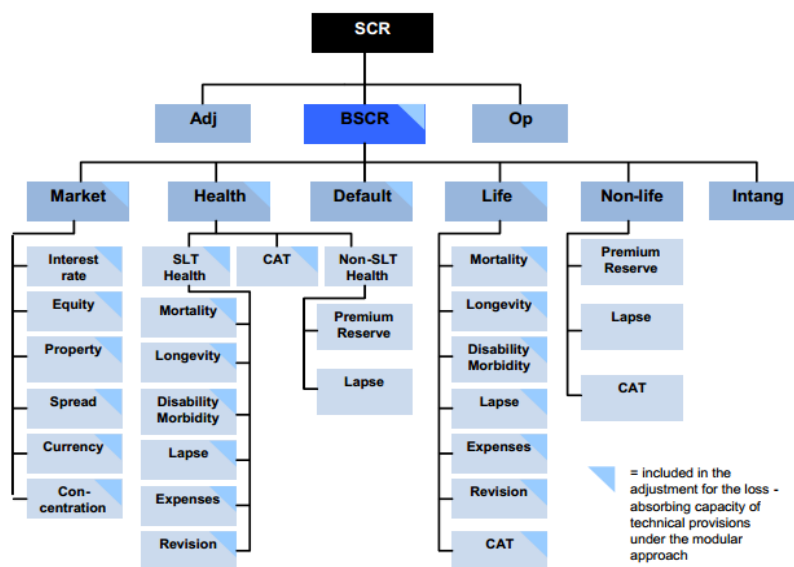 SCR
Adj
BSCR
Op
Market
Health
Default
Life
Non-life
Intang
Interest
rate
Equity
Property
Spread
Currency
Con-
centration
SLT
Health
CAT
Non-SLT
Health
Mortality
Longevity
Disability
Morbidity
Lapse
Expenses
Revision
Premium
Reserve
Lapse
Mortality
Longevity
Disability
Morbidity
Lapse
Expenses
Revision
CAT
Premium
Reserve
Lapse
CAT
= included in the
adjustment for the loss -
absorbing capacity of
technical provisions
under the modular
approach